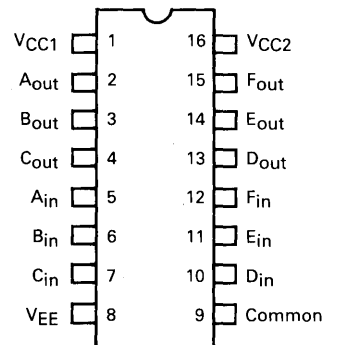 VCC1 1 16 VCC2
Aout 2 15 Fout
Bout 3 14 Eout
Cout 4 13 Dout
Ain 5 12 Fin
Bin 6 11 Ein
Cin 7 10 Din
VEE 8 9 Common